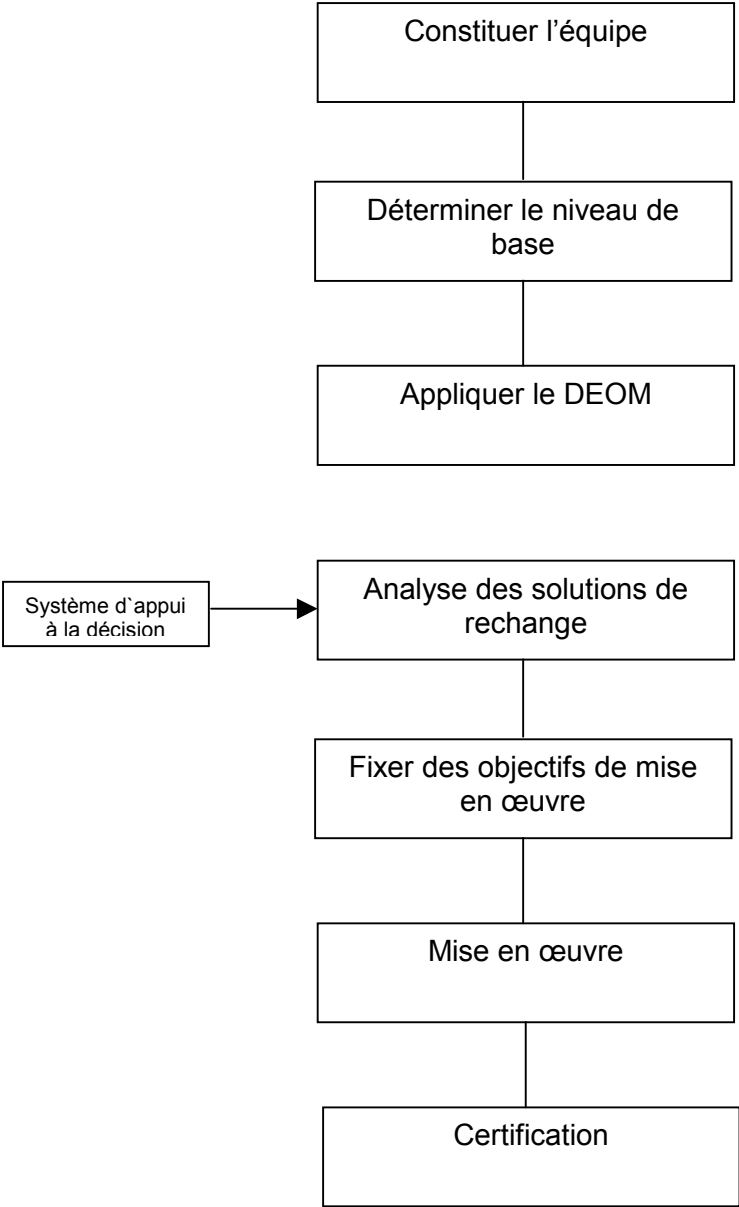 Constituer l’équipe
Déterminer le niveau de
base
Appliquer le DEOM
Système d`appui
à la décision
Analyse des solutions de
rechange
Fixer des objectifs de mise
en œuvre
Mise en œuvre
Certification